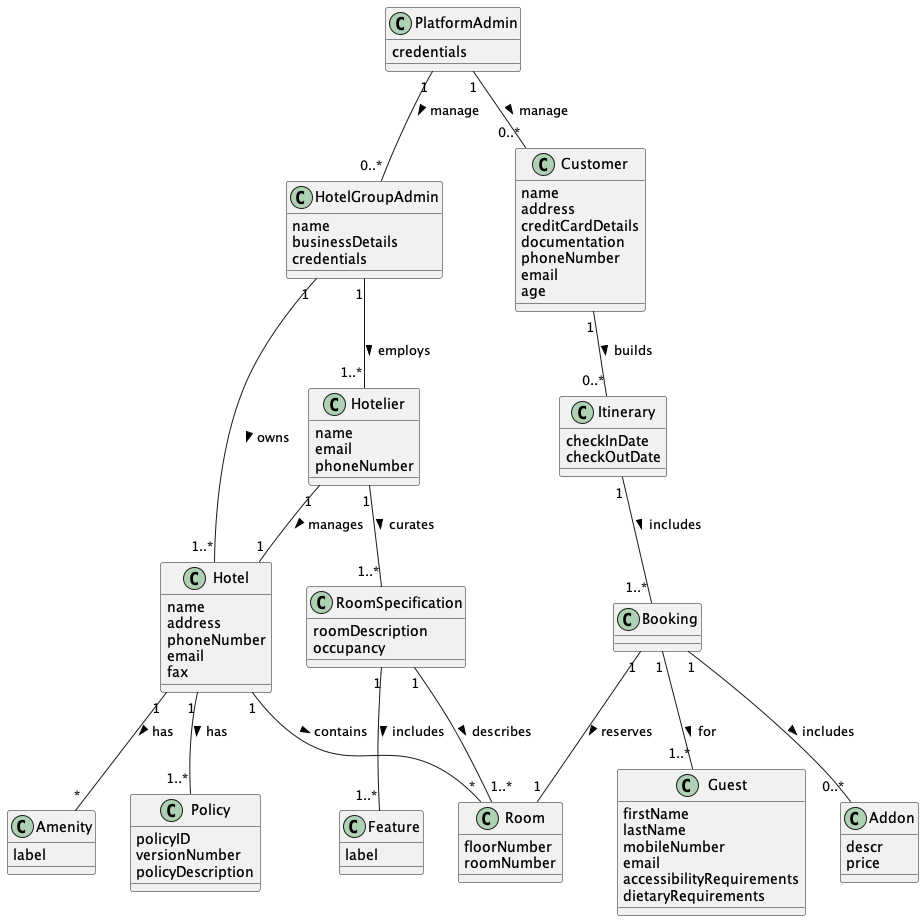 C PlatformAdmin
credentials
1 1
manage manage
0..* 0..*
C HotelGroupAdmin
name
businessDetails
credentials
C Customer
name
address
creditCardDetails
documentation
phoneNumber
email
age
1 1 1
employs builds
1..* 0..*
C Hotelier
name
email
phoneNumber
C Itinerary
checkInDate
checkOutDate
owns
1 1 1
manages curates includes
1..* 1 1..* 1..*
C Hotel
name
address
phoneNumber
email
fax
C RoomSpecification
roomDescription
occupancy
C Booking
1 1 1 1 1 1 1 1
has has contains includes describes reserves for includes
* 1..* 1..* * 1..* 1 1..* 0..*
C Amenity
label
C Policy
policyID
versionNumber
policyDescription
C Feature
label
C Room
floorNumber
roomNumber
C Guest
firstName
lastName
mobileNumber
email
accessibilityRequirements
dietaryRequirements
C Addon
descr
price